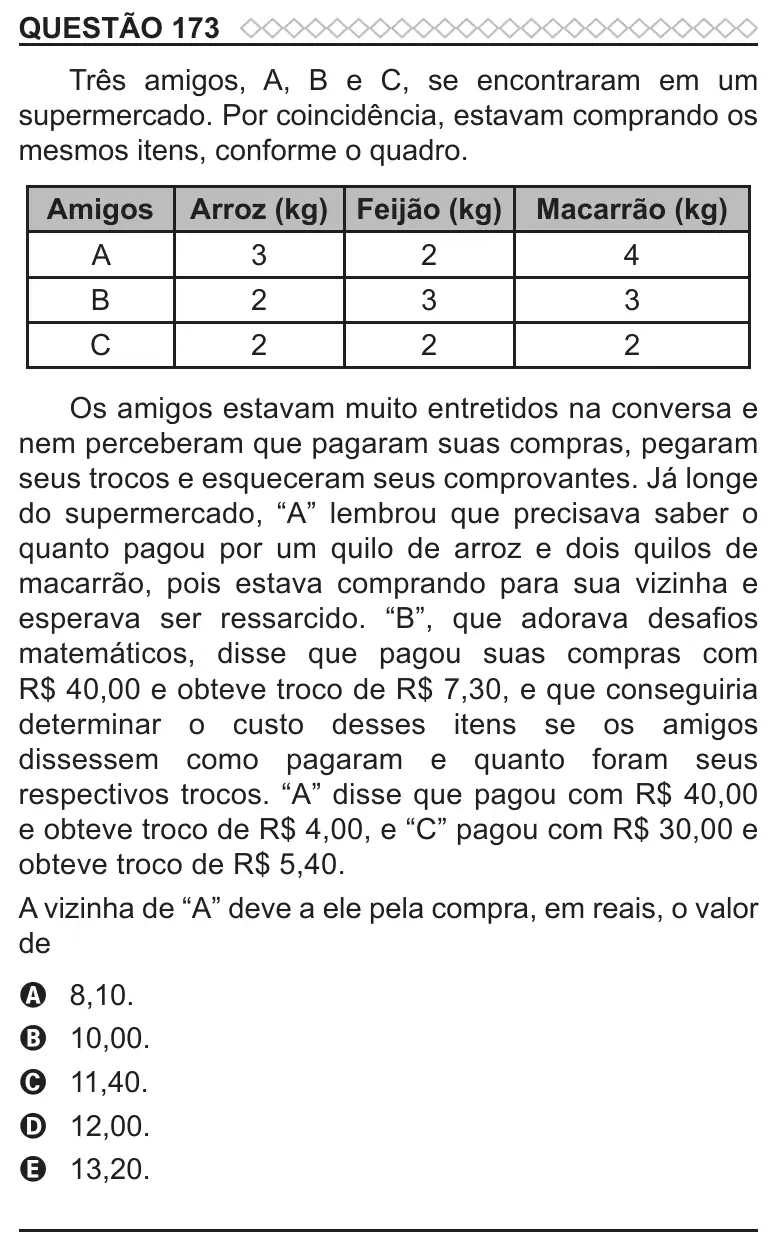 QUESTÃO 173
Três amigos, A, B e C, se encontraram em um
supermercado. Por coincidência, estavam comprando os
mesmos itens, conforme o quadro.
Amigos Arroz (kg) Feijão (kg) Macarrão (kg)
A 3 2 4
B 2 3 3
C 2 2 2
Os amigos estavam muito entretidos na conversa e
nem perceberam que pagaram suas compras, pegaram
seus trocos e esqueceram seus comprovantes. Já longe
do supermercado, “A” lembrou que precisava saber o
quanto pagou por um quilo de arroz e dois quilos de
macarrão, pois estava comprando para sua vizinha e
esperava ser ressarcido. “B”, que adorava desafios
matemáticos, disse que pagou suas compras com
R$ 40,00 e obteve troco de R$ 7,30, e que conseguiria
determinar o custo desses itens se os amigos
dissessem como pagaram e quanto foram seus
respectivos trocos. “A” disse que pagou com R$ 40,00
e obteve troco de R$ 4,00, e “C” pagou com R$ 30,00 e
obteve troco de R$ 5,40.
A vizinha de “A” deve a ele pela compra, em reais, o valor
de
A 8,10.
B 10,00.
C 11,40.
D 12,00.
E 13,20.